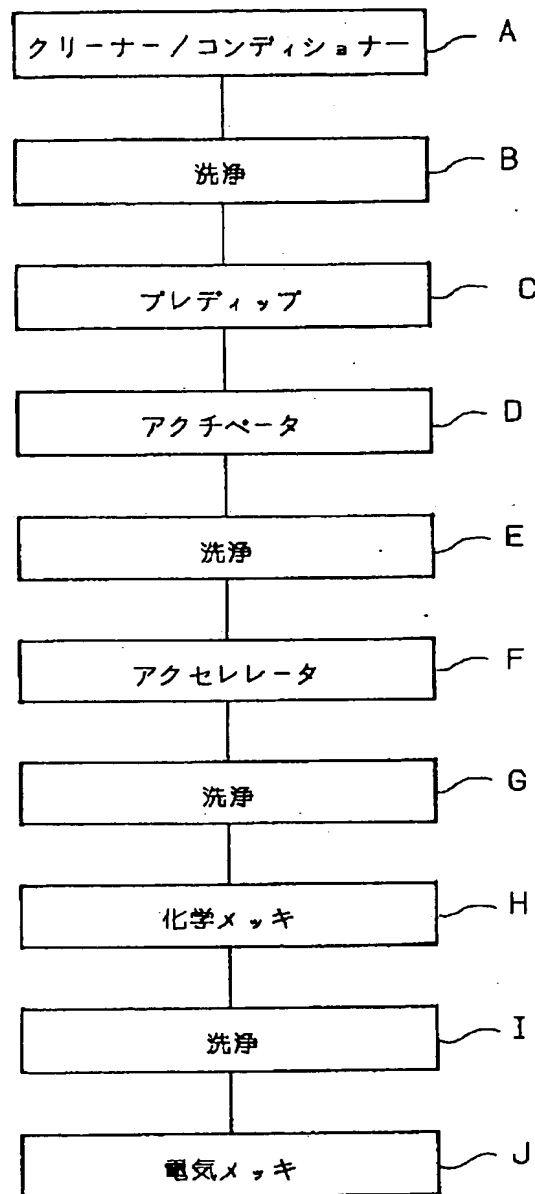 クリーナー／コンディショナー A
洗浄 B
プレディップ C
アクチベータ D
洗浄 E
アクセレレータ F
洗浄 G
化学メッキ H
洗浄 I
電気メッキ J